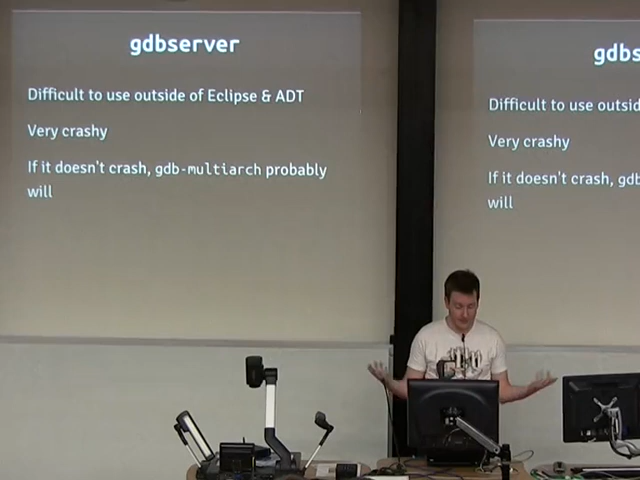 gdbserver
Difficult to use outside of Eclipse & ADT
Very crashy
If it doesn't crash, gdb-multiarch probably
will
gdbs
Difficult to use outsid
Very crashy
If it doesn't crash, gdb
will